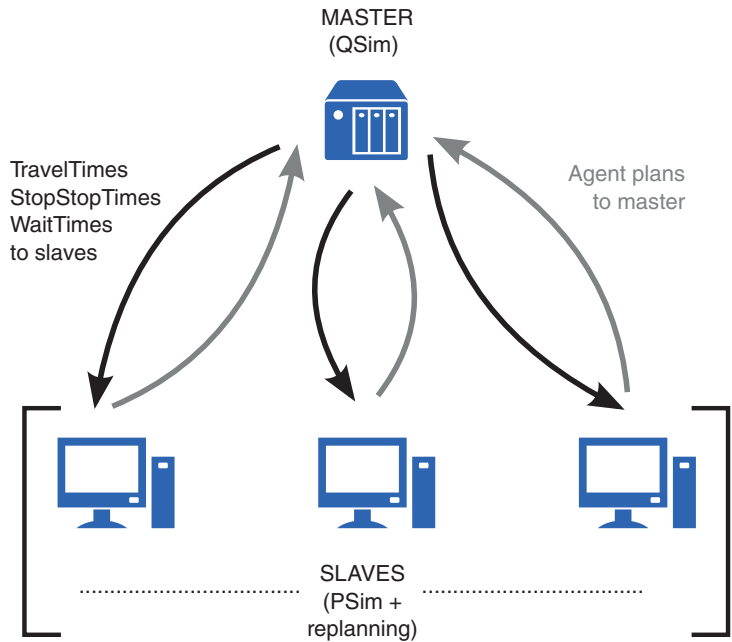 MASTER
(QSim)
TravelTimes
StopStopTimes
WaitTimes
to slaves
Agent plans
to master
SLAVES
(PSim +
replanning)